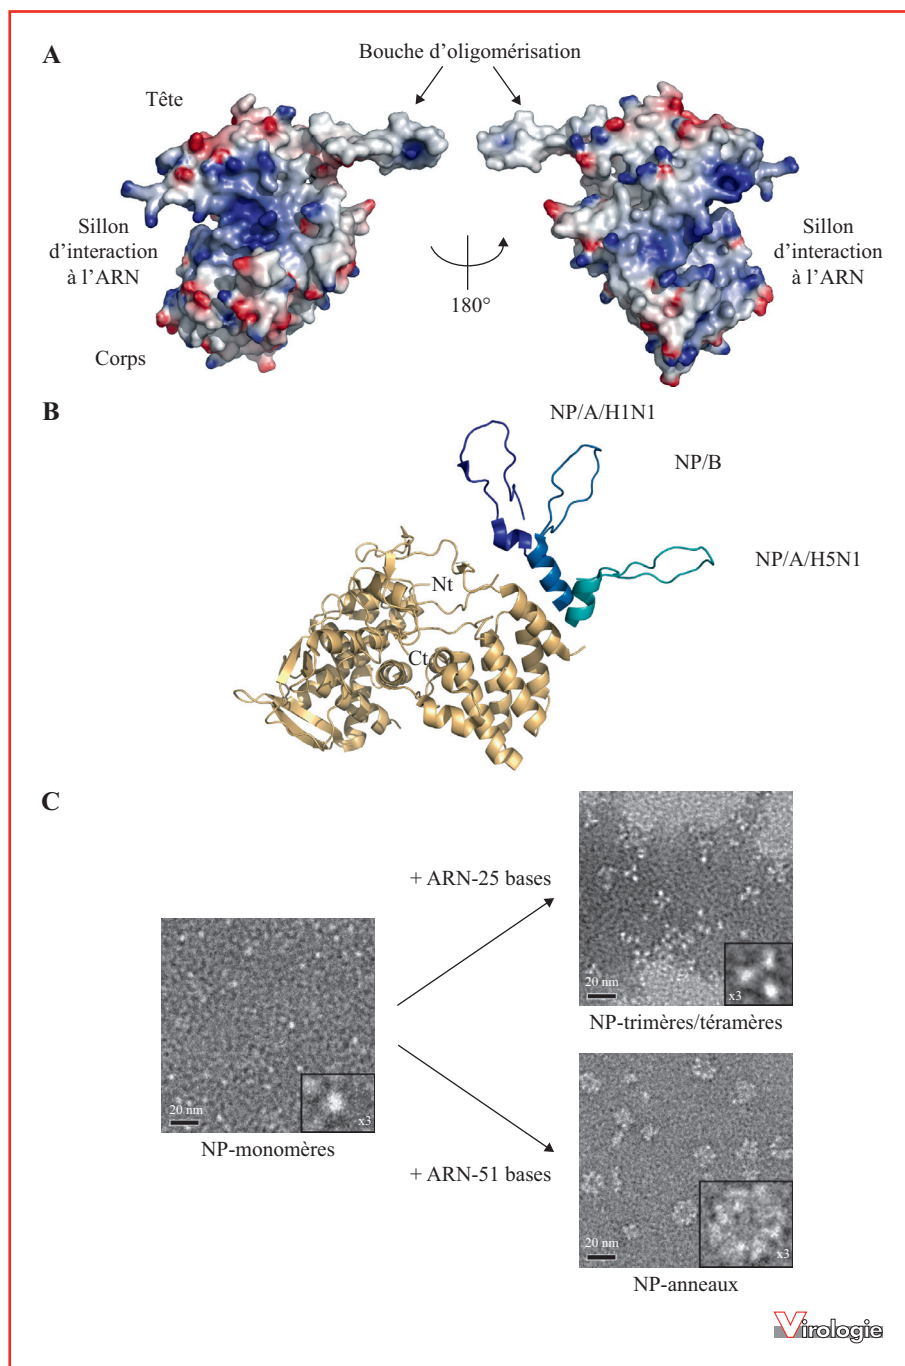 A
Bouche d’oligomérisation
Tête
Sillon
d’interaction
à l’ARN
Sillon
d’interaction
à l’ARN
180°
Corps
B
NP/A/H1N1
NP/B
NP/A/H5N1
Nt
Ct
C
+ ARN-25 bases
20 nm
x3
NP-trimères/téramères
20 nm
x3
NP-monomères
+ ARN-51 bases
20 nm
x3
NP-anneaux
Virologie